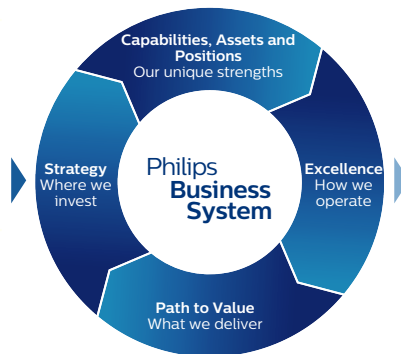 Capabilities, Assets and
Positions
Our unique strengths
Strategy
Where we
invest
Philips
Business
System
Excellence
How we
operate
Path to Value
What we deliver